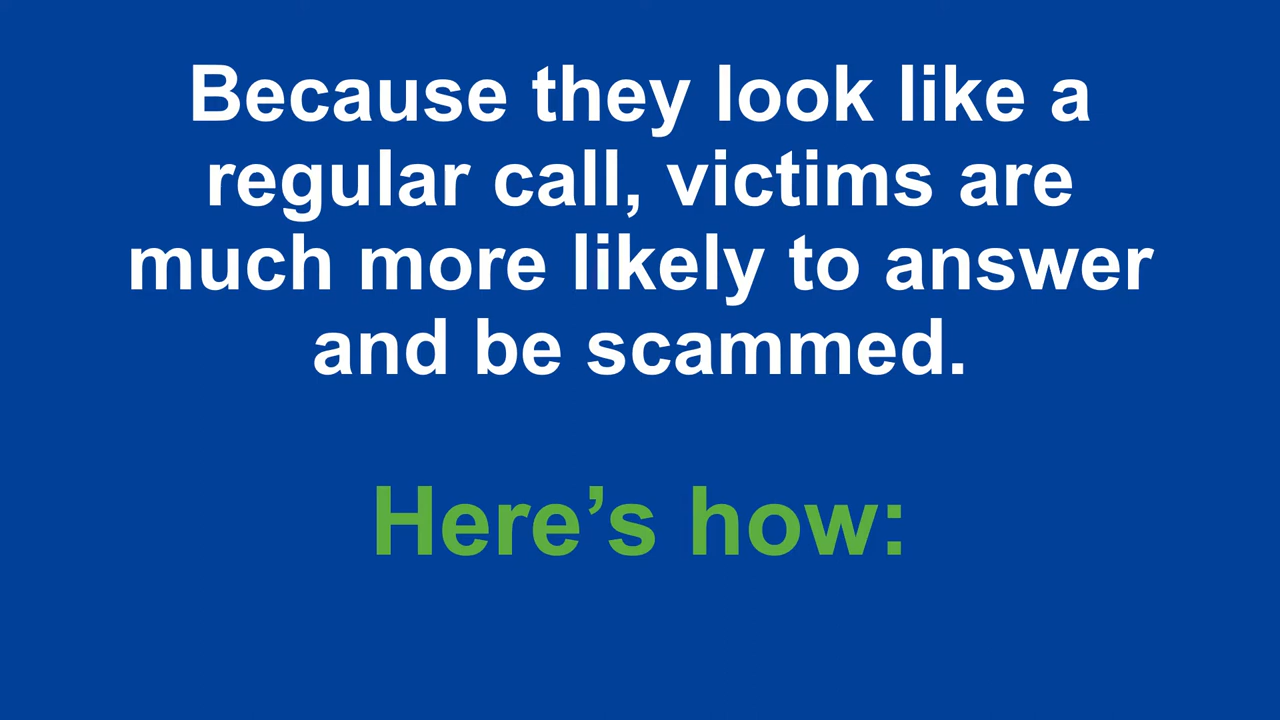 Because they look like a
regular call, victims are
much more likely to answer
and be scammed.
Here’s how: